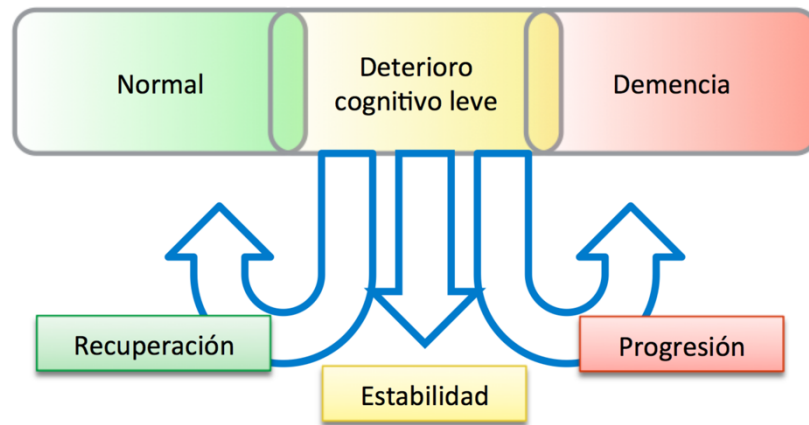 Normal
Deterioro
cognitivo leve
Demencia
Recuperación
Estabilidad
Progresión